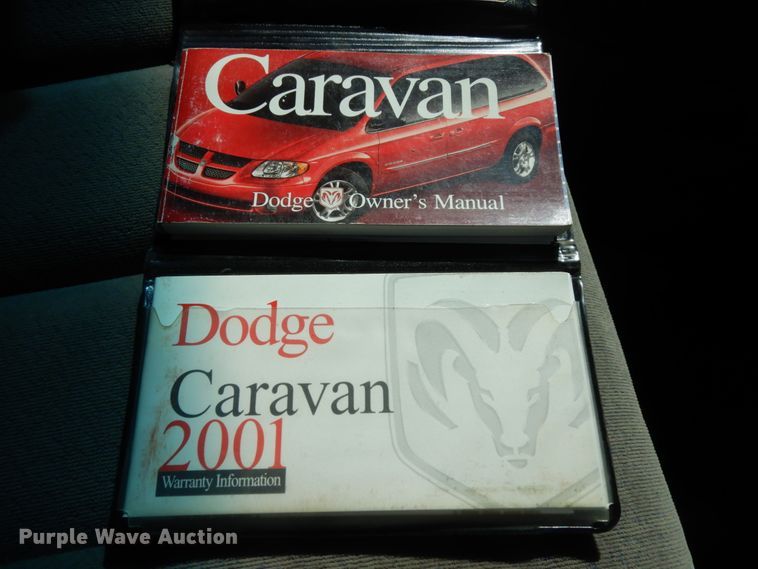 Caravan
Dodge Owner's Manual
Dodge
Caravan
2001
Warranty Information
Purple Wave Auction